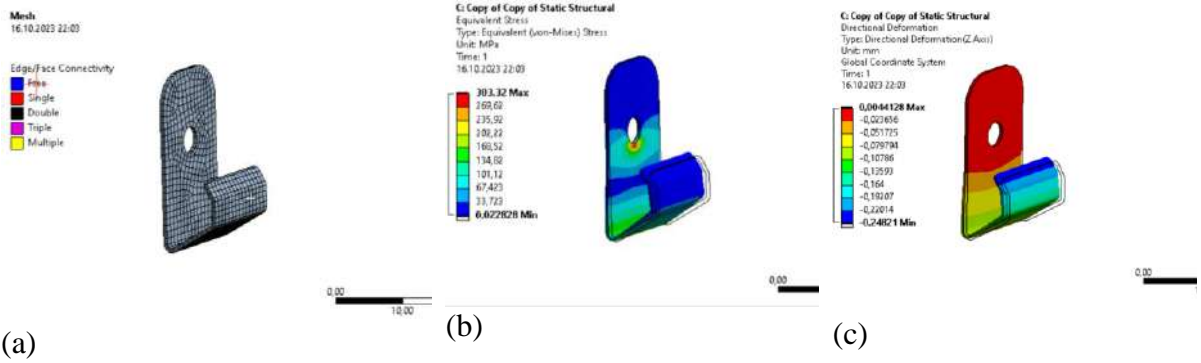 Mesh
16.10.2023 22:03
Edge/Face Connectivity
Free
Single
Double
Triple
Multiple
0,00
10,00
(a)
C: Copy of Copy of Static Structural
Equivalent Stress
Type: Equivalent (von-Mises) Stress
Unit: MPa
Time: 1
16.10.2023 22:03
303,32 Max
269,62
235,92
202,22
168,52
134,82
101,12
67,423
33,723
0,022828 Min
0,00
(b)
C: Copy of Copy of Static Structural
Directional Deformation
Type: Directional Deformation(Z Axis)
Unit: mm
Global Coordinate System
Time: 1
16.10.2023 22:03
0,0044128 Max
-0,023656
-0,051725
-0,079794
-0,10786
-0,13593
-0,164
-0,19207
-0,22014
-0,24821 Min
0,00
(c)